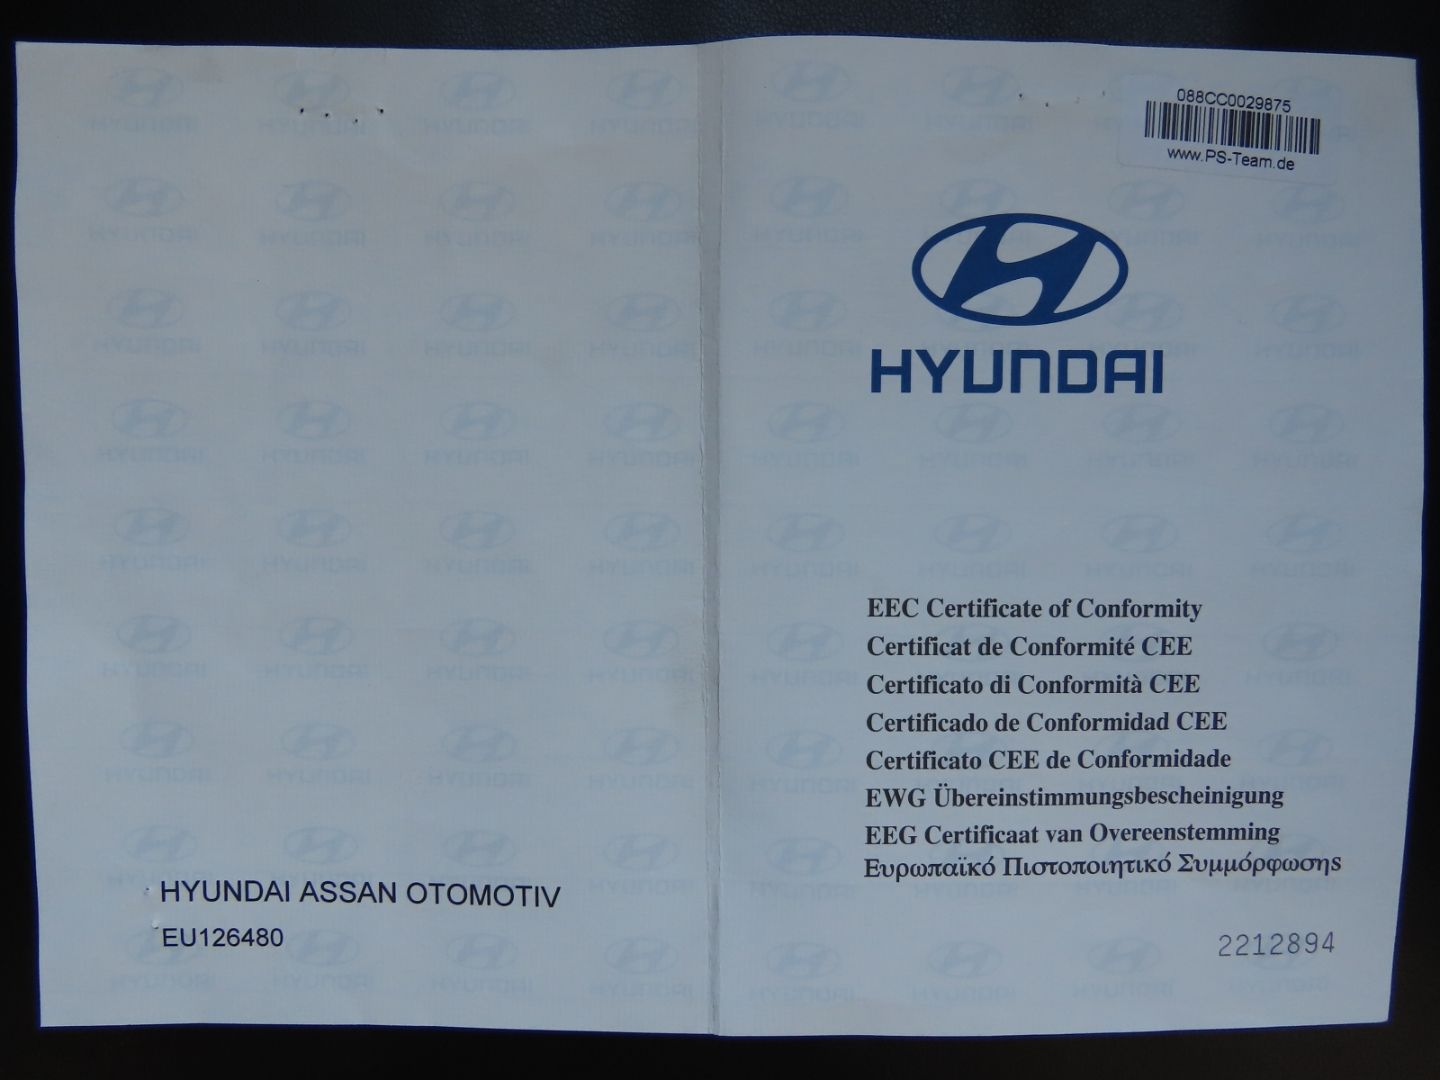 HYUNDAI ASSAN OTOMOTIV
EU126480
088CC0029875
www.PS-Team.de
HYUNDAI
EEC Certificate of Conformity
Certificat de Conformité CEE
Certificato di Conformità CEE
Certificado de Conformidad CEE
Certificato CEE de Conformidade
EWG Übereinstimmungsbescheinigung
EEG Certificaat van Overeenstemming
Ευρωπαϊκό Πιστοποιητικό Συμμόρφωσης
2212894